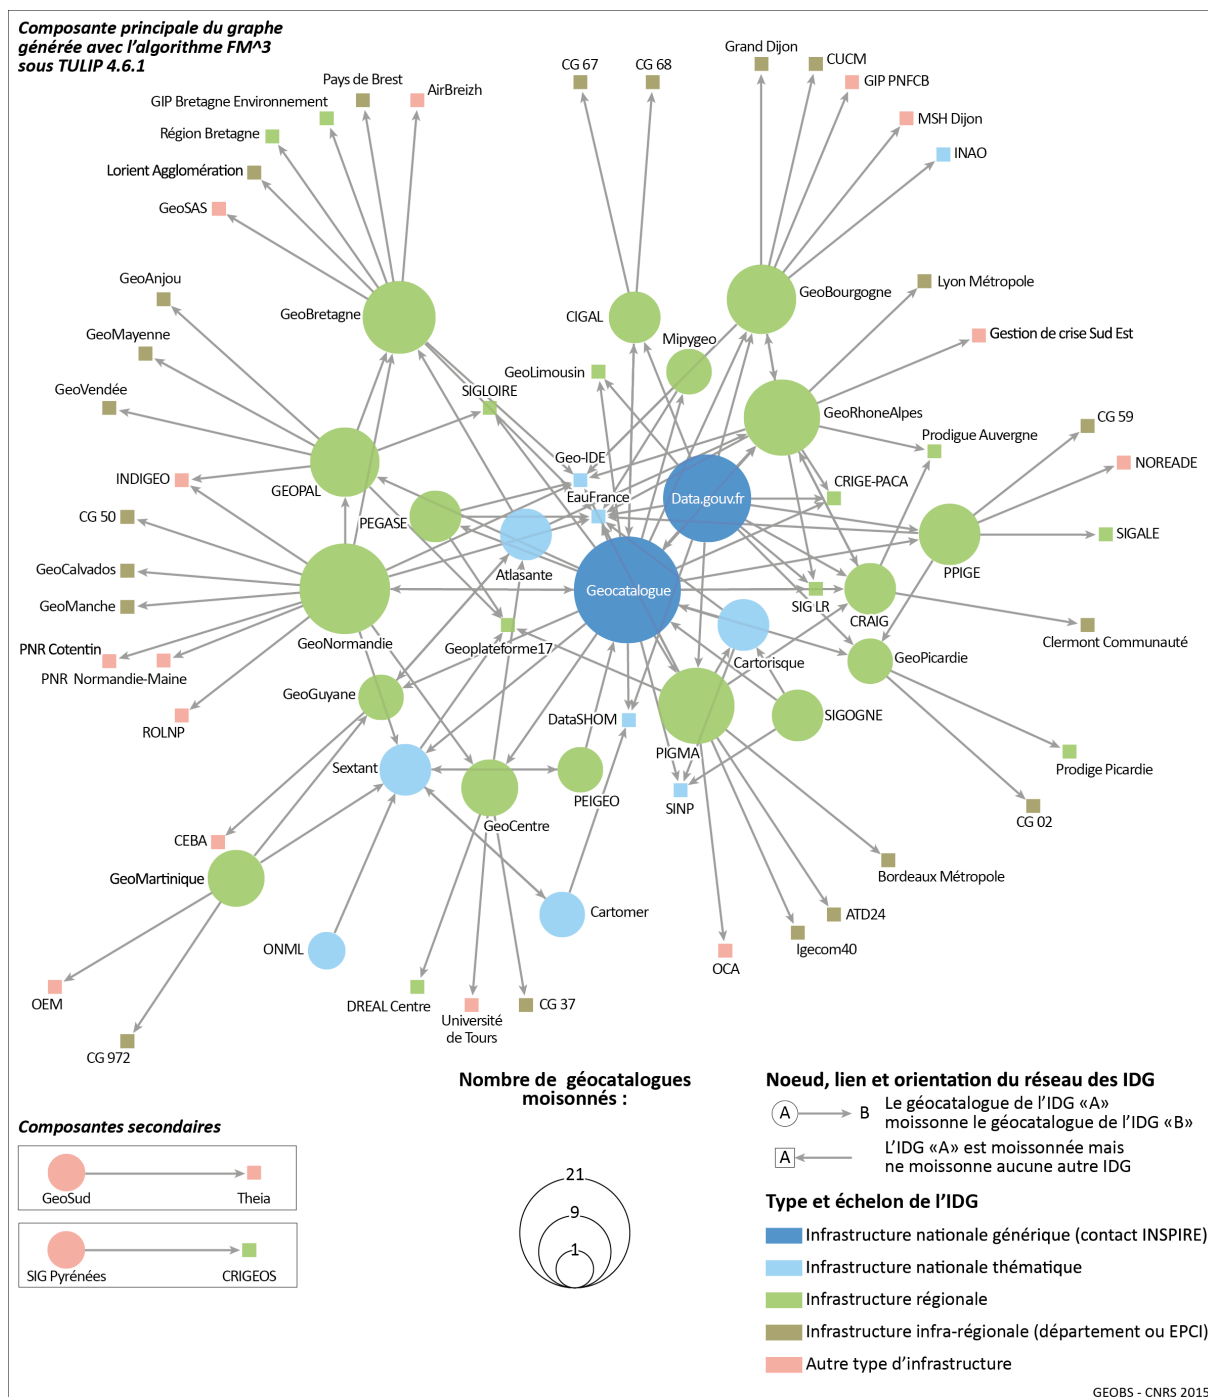 Composante principale du graphe
générée avec l'algorithme FM^3
sous TULIP 4.6.1
Grand Dijon
CUCM
CG 67
CG 68
GIP PNFCB
Pays de Brest
AirBreizh
GIP Bretagne Environnement
MSH Dijon
Région Bretagne
INAO
Lorient Agglomération
GeoSAS
GeoAnjou
Lyon Métropole
GeoBourgogne
GeoBretagne
CIGAL
GeoMayenne
Mipygeo
Gestion de crise Sud Est
GeoLimousin
GeoVendée
SIGLOIRE
GeoRhoneAlpes
CG 59
Prodigue Auvergne
Geo-IDE
NOREADE
INDIGEO
GEOPAL
CRIGE-PACA
EauFrance
Data.gouv.fr
CG 50
PEGASE
SIGALE
GeoCalvados
Atlasante
PPIGE
Geocatalogue
GeoManche
SIG LR
CRAIG
GeoNormandie
Geoplateforme17
Clermont Communauté
PNR Cotentin
GeoPicardie
Cartorisque
PNR Normandie-Maine
GeoGuyane
DataSHOM
SIGOGNE
ROLNP
PIGMA
Sextant
Prodige Picardie
PEIGEO
SINP
CG 02
GeoCentre
CEBA
Bordeaux Métropole
GeoMartinique
Cartomer
ATD24
ONML
Igecom40
OCA
OEM
DREAL Centre
CG 37
Université
de Tours
CG 972
Nombre de géocatalogues
moisonnés :
21
9
1
Noeud, lien et orientation du réseau des IDG
A
B
Le géocatalogue de l'IDG «A»
moissonne le géocatalogue de l'IDG «B»
A
L'IDG «A» est moissonnée mais
ne moissonne aucune autre IDG
Composantes secondaires
GeoSud
Theia
SIG Pyrénées
CRIGEOS
Type et échelon de l'IDG
Infrastructure nationale générique (contact INSPIRE)
Infrastructure nationale thématique
Infrastructure régionale
Infrastructure infra-régionale (département ou EPCI)
Autre type d'infrastructure
GEOBS - CNRS 2015